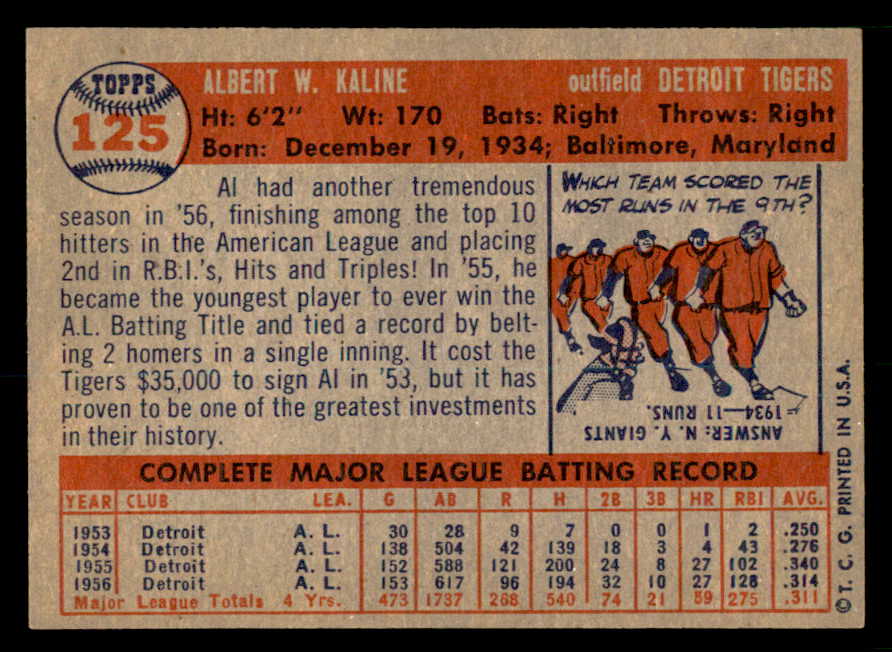 TOPPS
125
ALBERT W. KALINE outfield DETROIT TIGERS
Ht: 6'2" Wt: 170 Bats: Right Throws: Right
Born: December 19, 1934; Baltimore, Maryland
Al had another tremendous
season in '56, finishing among the top 10
hitters in the American League and placing
2nd in R.B.I.'s, Hits and Triples! In '55, he
became the youngest player to ever win the
A.L. Batting Title and tied a record by belt-
ing 2 homers in a single inning. It cost the
Tigers $35,000 to sign Al in '53, but it has
proven to be one of the greatest investments
in their history.
WHICH TEAM SCORED THE
MOST RUNS IN THE 9TH?
ANSWER: N. Y. GIANTS
1934—11 RUNS.
COMPLETE MAJOR LEAGUE BATTING RECORD
YEAR CLUB LEA. G AB R H 2B 3B HR RBI AVG.
1953 Detroit A. L. 30 28 9 7 0 0 1 2 .250
1954 Detroit A. L. 138 504 42 139 18 3 4 43 .276
1955 Detroit A. L. 152 588 121 200 24 8 27 102 .340
1956 Detroit A. L. 153 617 96 194 32 10 27 128 .314
Major League Totals 4 Yrs. 473 1737 268 540 74 21 59 275 .311
© T. C. G. PRINTED IN U.S.A.